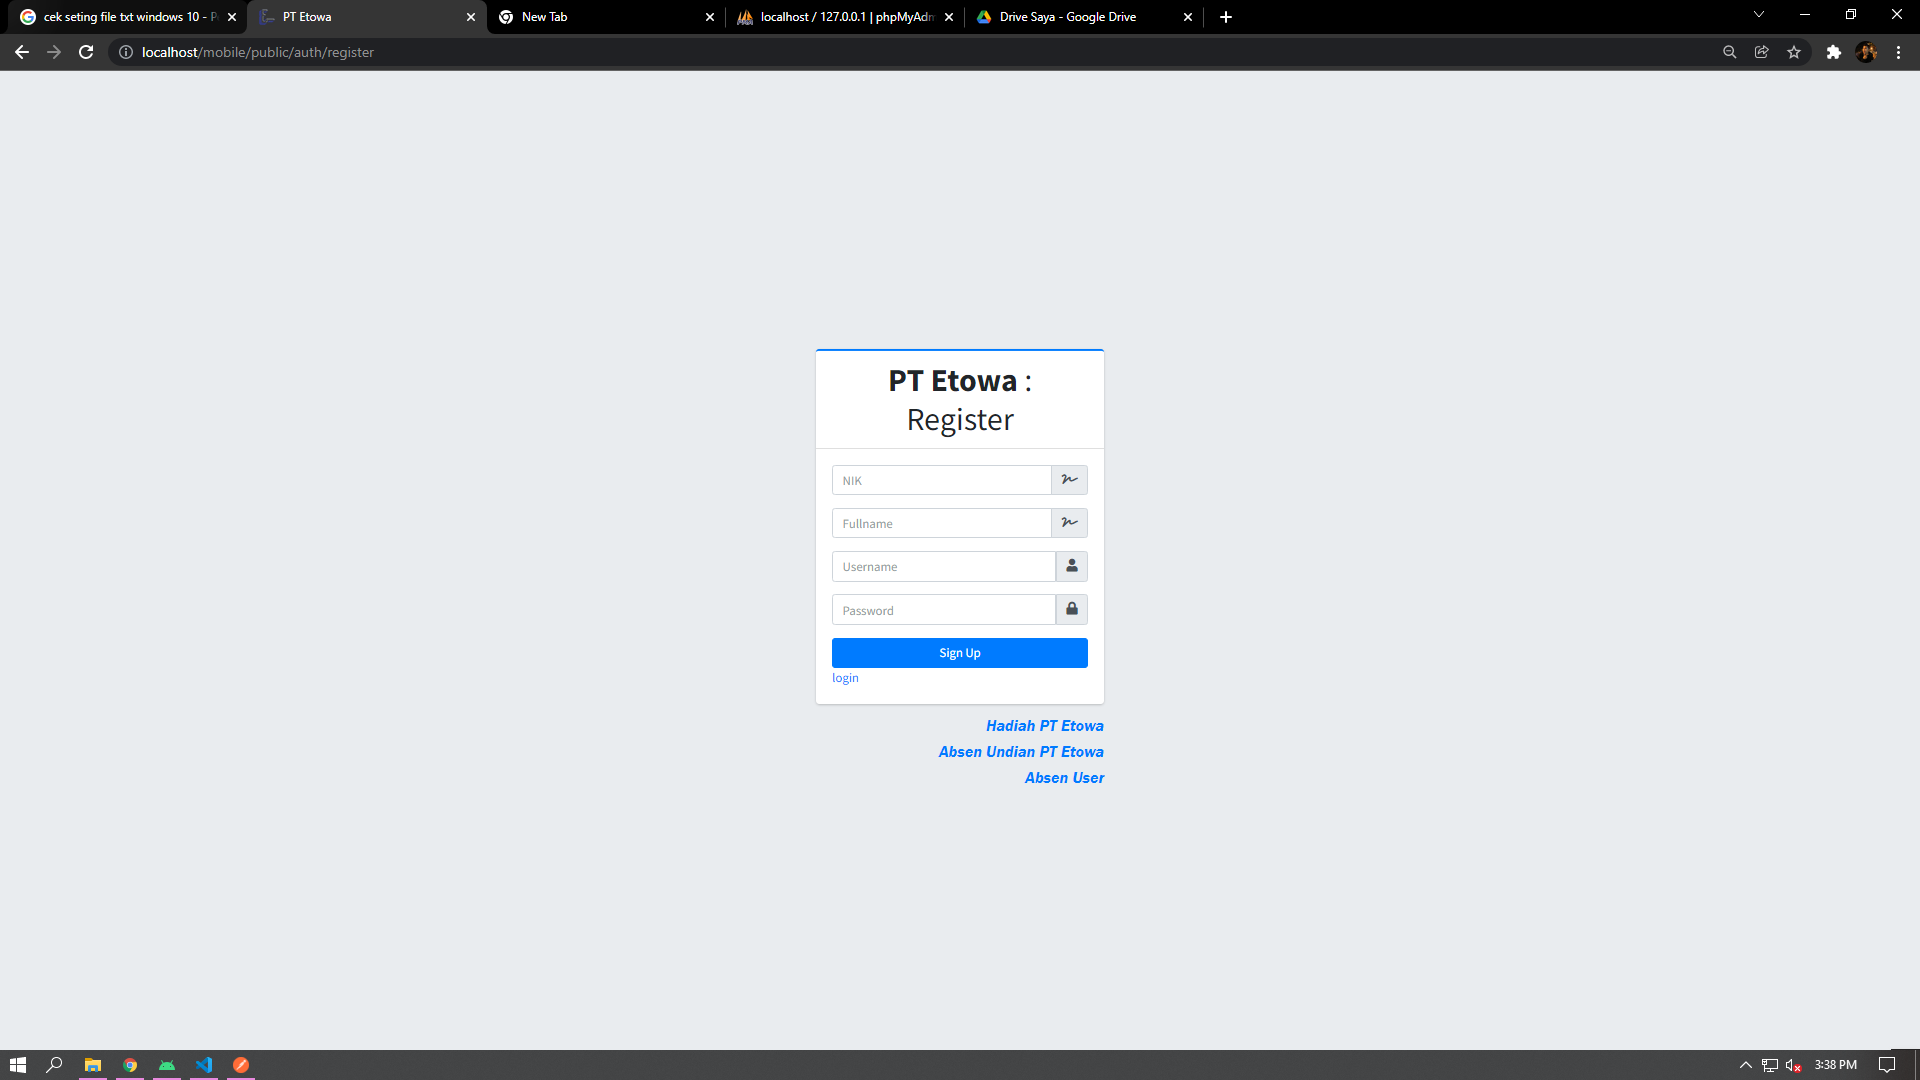 cek seting file txt windows 10 -
PT Etowa
New Tab
localhost / 127.0.0.1 | phpMyAdm
Drive Saya - Google Drive
localhost/mobile/public/auth/register
PT Etowa :
Register
NIK
Fullname
Username
Password
Sign Up
login
Hadiah PT Etowa
Absen Undian PT Etowa
Absen User
3:38 PM